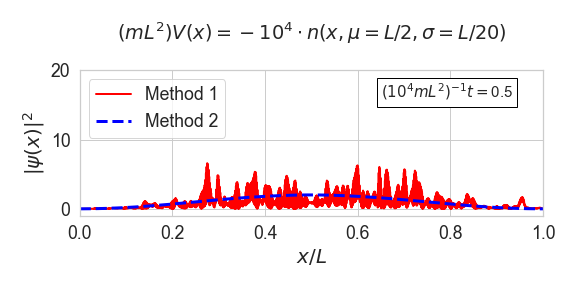 (mL²)V(x) = − 10⁴ · n(x, μ = L/2, σ = L/20)
20
10
0
|ψ(x)|²
Method 1
Method 2
(10⁴mL²)⁻¹t = 0.5
0.0 0.2 0.4 0.6 0.8 1.0
x/L